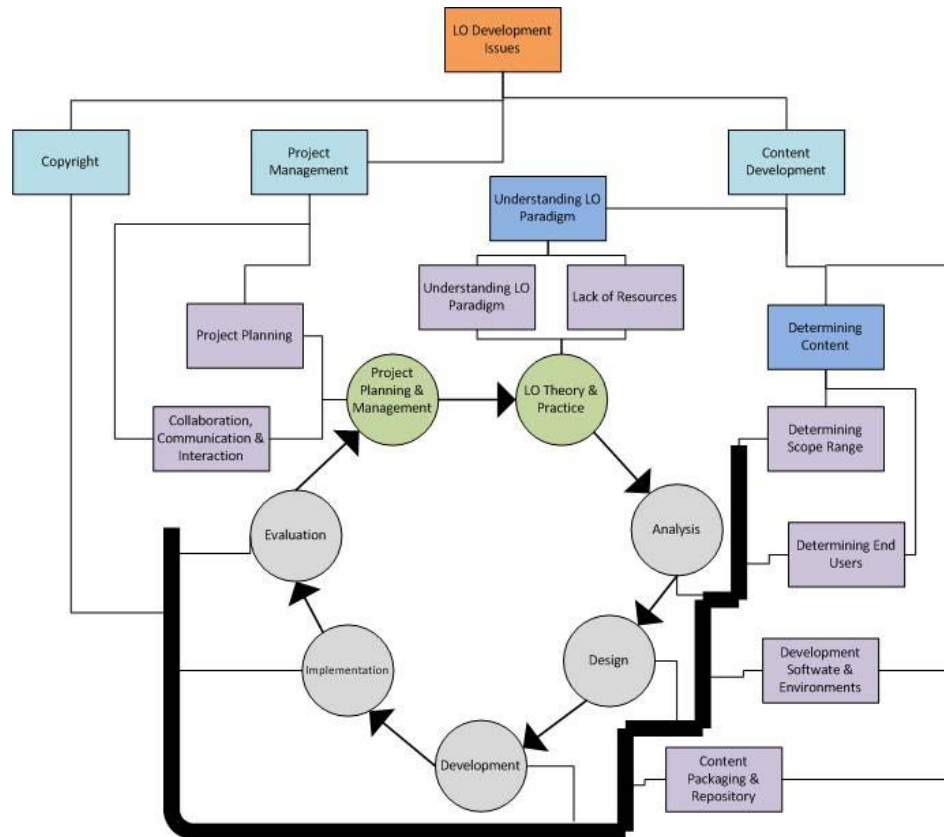 LO Development
Issues
Copyright
Project
Management
Content
Development
Understanding LO
Paradigm
Understanding LO
Paradigm
Lack of Resources
Project Planning
Determining
Content
Project
Planning &
Management
LO Theory &
Practice
Collaboration,
Communication &
Interaction
Determining
Scope Range
Evaluation
Analysis
Determining End
Users
Implementation
Design
Development
Softwate &
Environments
Development
Content
Packaging &
Repository